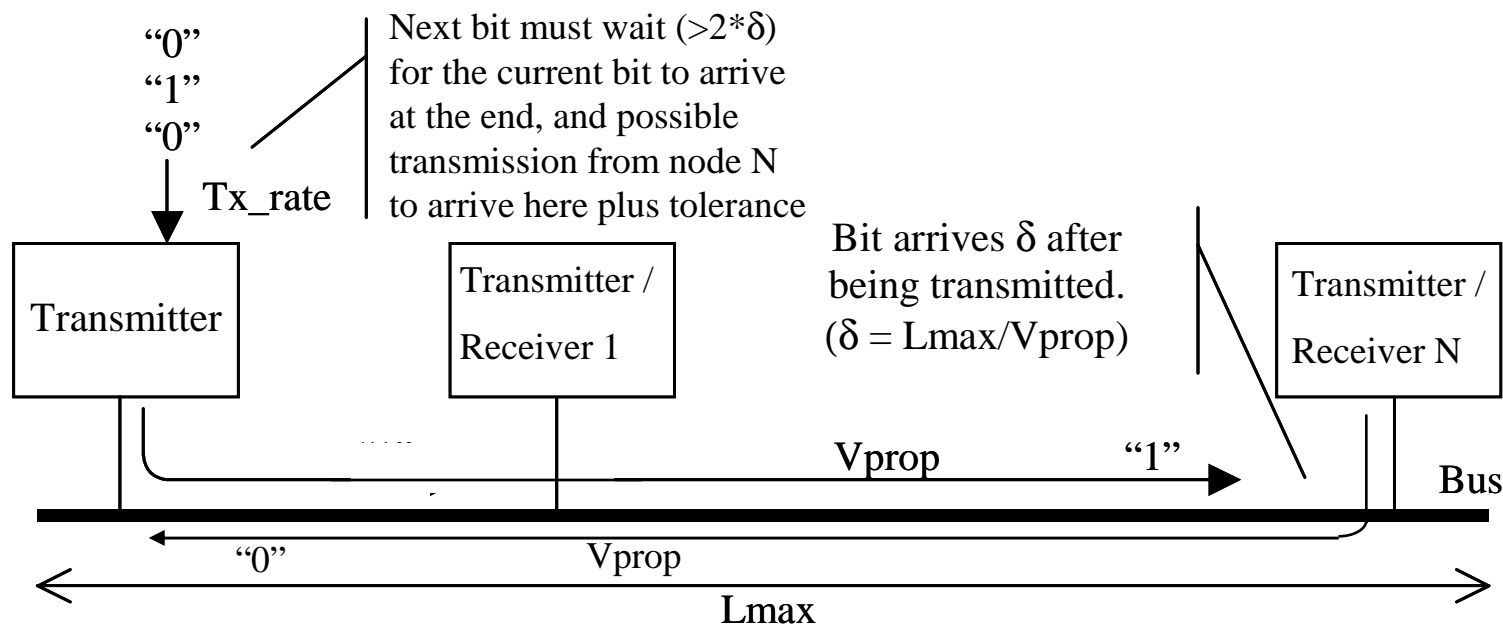 “0”
“1”
“0”
Tx_rate
Next bit must wait (>2*δ)
for the current bit to arrive
at the end, and possible
transmission from node N
to arrive here plus tolerance
Bit arrives δ after
being transmitted.
(δ = Lmax/Vprop)
Transmitter
Transmitter /
Receiver 1
Transmitter /
Receiver N
Vprop
“1”
Bus
“0”
Vprop
Lmax